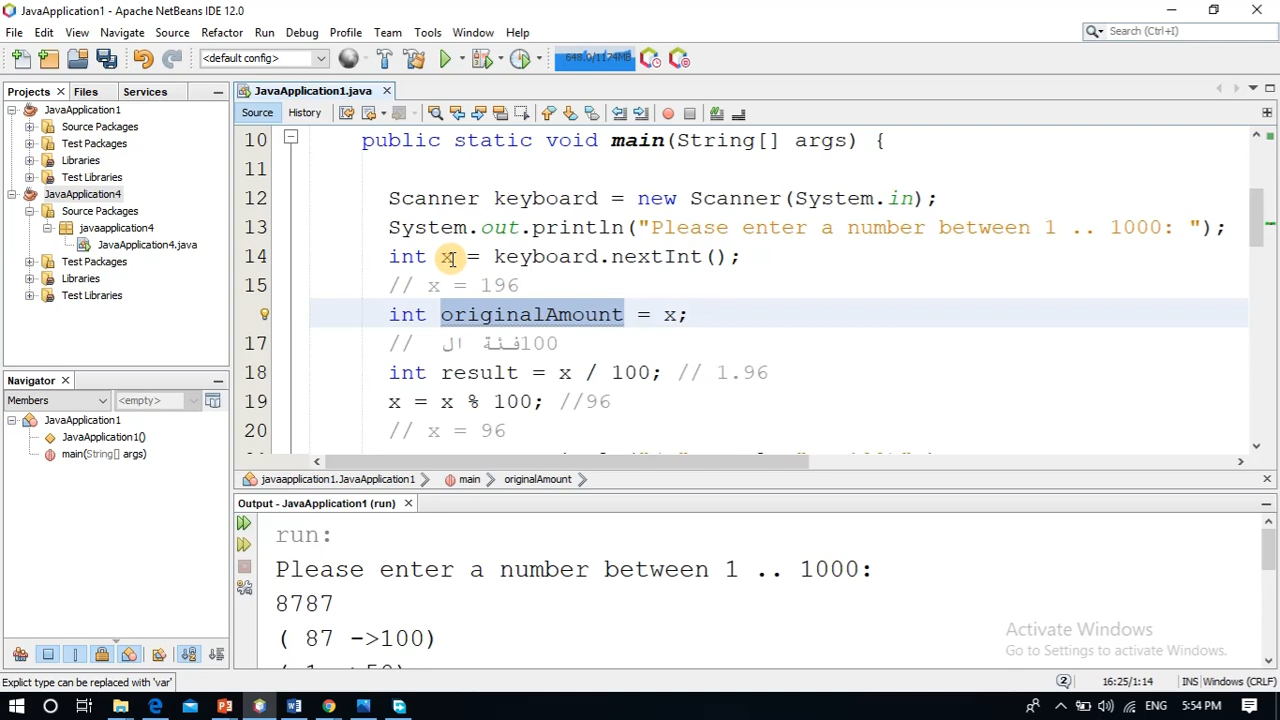 JavaApplication1 - Apache NetBeans IDE 12.0
File Edit View Navigate Source Refactor Run Debug Profile Team Tools Window Help
Search (Ctrl+I)
<default config>
648.0/1174MB
Projects Files Services
JavaApplication1
Source Packages
Test Packages
Libraries
Test Libraries
JavaApplication4
Source Packages
javaapplication4
JavaApplication4.java
Test Packages
Libraries
Test Libraries
Navigator
Members <empty>
JavaApplication1
JavaApplication1()
main(String[] args)
JavaApplication1.java
Source History
10 public static void main(String[] args) {
11
12 Scanner keyboard = new Scanner(System.in);
13 System.out.println("Please enter a number between 1 .. 1000: ");
14 int x = keyboard.nextInt();
15 // x = 196
int originalAmount = x;
17 // فئة ال 100
18 int result = x / 100; // 1.96
19 x = x % 100; //96
20 // x = 96
javaapplication1.JavaApplication1 main originalAmount
Output - JavaApplication1 (run)
run:
Please enter a number between 1 .. 1000:
8787
( 87 ->100)
Activate Windows
Go to Settings to activate Windows.
Explict type can be replaced with 'var'
2 16:25/1:14 INS Windows (CRLF)
ENG 5:54 PM